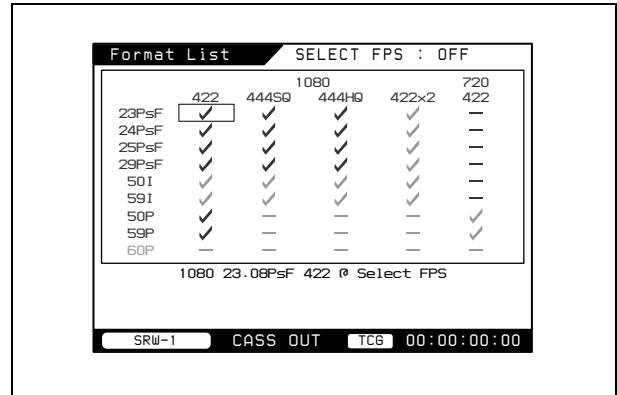 Format List SELECT FPS : OFF
1080 720
422 444SQ 444HQ 422x2 422
23PsF ✓ ✓ ✓ ✓ —
24PsF ✓ ✓ ✓ ✓ —
25PsF ✓ ✓ ✓ ✓ —
29PsF ✓ ✓ ✓ ✓ —
50I ✓ ✓ ✓ ✓ —
59I ✓ ✓ ✓ ✓ —
50P ✓ — — — ✓
59P ✓ — — — ✓
60P — — — — —
1080 23.08PsF 422 @ Select FPS
SRW-1 CASS OUT TCG 00:00:00:00